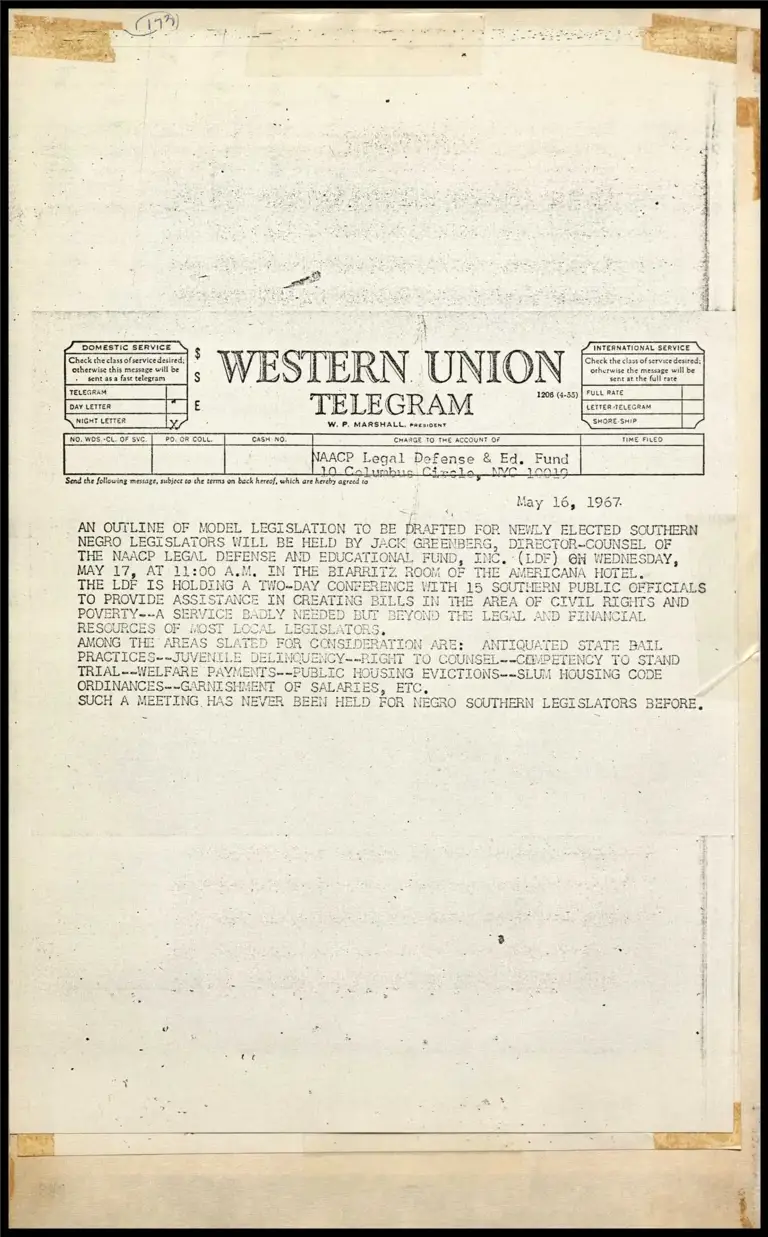 (173)
DOMESTIC SERVICE
Check the class of service desired;
otherwise this message will be
sent as a fast telegram
TELEGRAM
DAY LETTER
NIGHT LETTER X
$
S
E
WESTERN UNION
TELEGRAM
1206 (4-55)
W. P. MARSHALL, PRESIDENT
INTERNATIONAL SERVICE
Check the class of service desired;
otherwise the message will be
sent at the full rate
FULL RATE
LETTER TELEGRAM
SHORE-SHIP
NO. WDS.-CL. OF SVC. PD. OR COLL. CASH NO. CHARGE TO THE ACCOUNT OF TIME FILED
NAACP Legal Defense & Ed. Fund
10 Columbus Circle, NYC 10019
Send the following message, subject to the terms on back hereof, which are hereby agreed to
May 16, 1967
AN OUTLINE OF MODEL LEGISLATION TO BE DRAFTED FOR NEWLY ELECTED SOUTHERN
NEGRO LEGISLATORS WILL BE HELD BY JACK GREENBERG, DIRECTOR-COUNSEL OF
THE NAACP LEGAL DEFENSE AND EDUCATIONAL FUND, INC. (LDF) ON WEDNESDAY,
MAY 17, AT 11:00 A.M. IN THE BIARRITZ ROOM OF THE AMERICANA HOTEL.
THE LDF IS HOLDING A TWO-DAY CONFERENCE WITH 15 SOUTHERN PUBLIC OFFICIALS
TO PROVIDE ASSISTANCE IN CREATING BILLS IN THE AREA OF CIVIL RIGHTS AND
POVERTY--A SERVICE BADLY NEEDED BUT BEYOND THE LEGAL AND FINANCIAL
RESOURCES OF MOST LOCAL LEGISLATORS.
AMONG THE AREAS SLATED FOR CONSIDERATION ARE: ANTIQUATED STATE BAIL
PRACTICES--JUVENILE DELINQUENCY--RIGHT TO COUNSEL--COMPETENCY TO STAND
TRIAL--WELFARE PAYMENTS--PUBLIC HOUSING EVICTIONS--SLUM HOUSING CODE
ORDINANCES--GARNISHMENT OF SALARIES, ETC.
SUCH A MEETING HAS NEVER BEEN HELD FOR NEGRO SOUTHERN LEGISLATORS BEFORE.